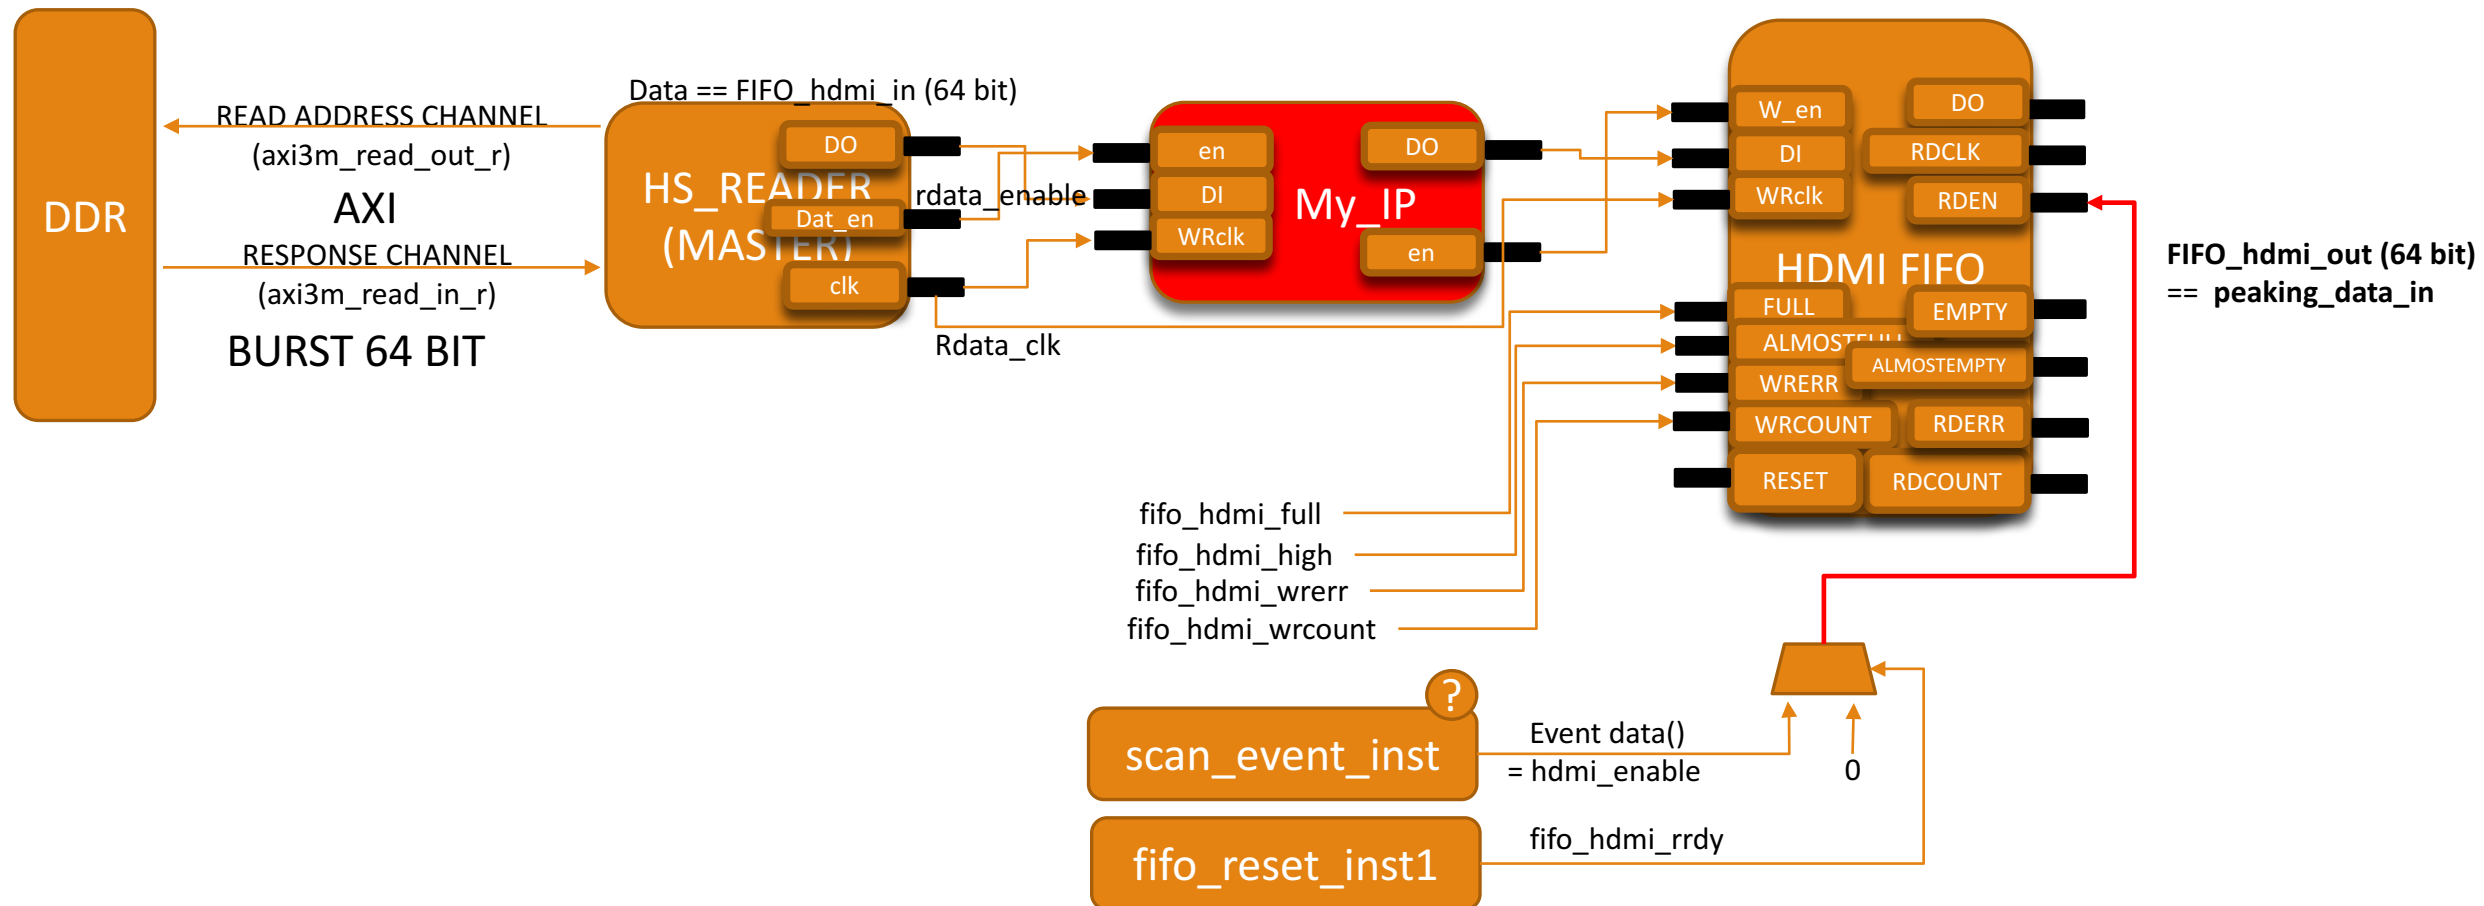 DDR
READ ADDRESS CHANNEL
(axi3m_read_out_r)
AXI
RESPONSE CHANNEL
(axi3m_read_in_r)
BURST 64 BIT
Data == FIFO_hdmi_in (64 bit)
HS_READER
(MASTER)
DO
Dat_en
clk
rdata_enable
Rdata_clk
en
DI
WRclk
My_IP
DO
en
W_en
DI
WRclk
DO
RDCLK
RDEN
HDMI FIFO
FULL
ALMOSTFULL
WRERR
WRCOUNT
RESET
EMPTY
ALMOSTEMPTY
RDERR
RDCOUNT
FIFO_hdmi_out (64 bit)
== peaking_data_in
fifo_hdmi_full
fifo_hdmi_high
fifo_hdmi_wrerr
fifo_hdmi_wrcount
?
scan_event_inst
Event data()
= hdmi_enable
0
fifo_reset_inst1
fifo_hdmi_rrdy